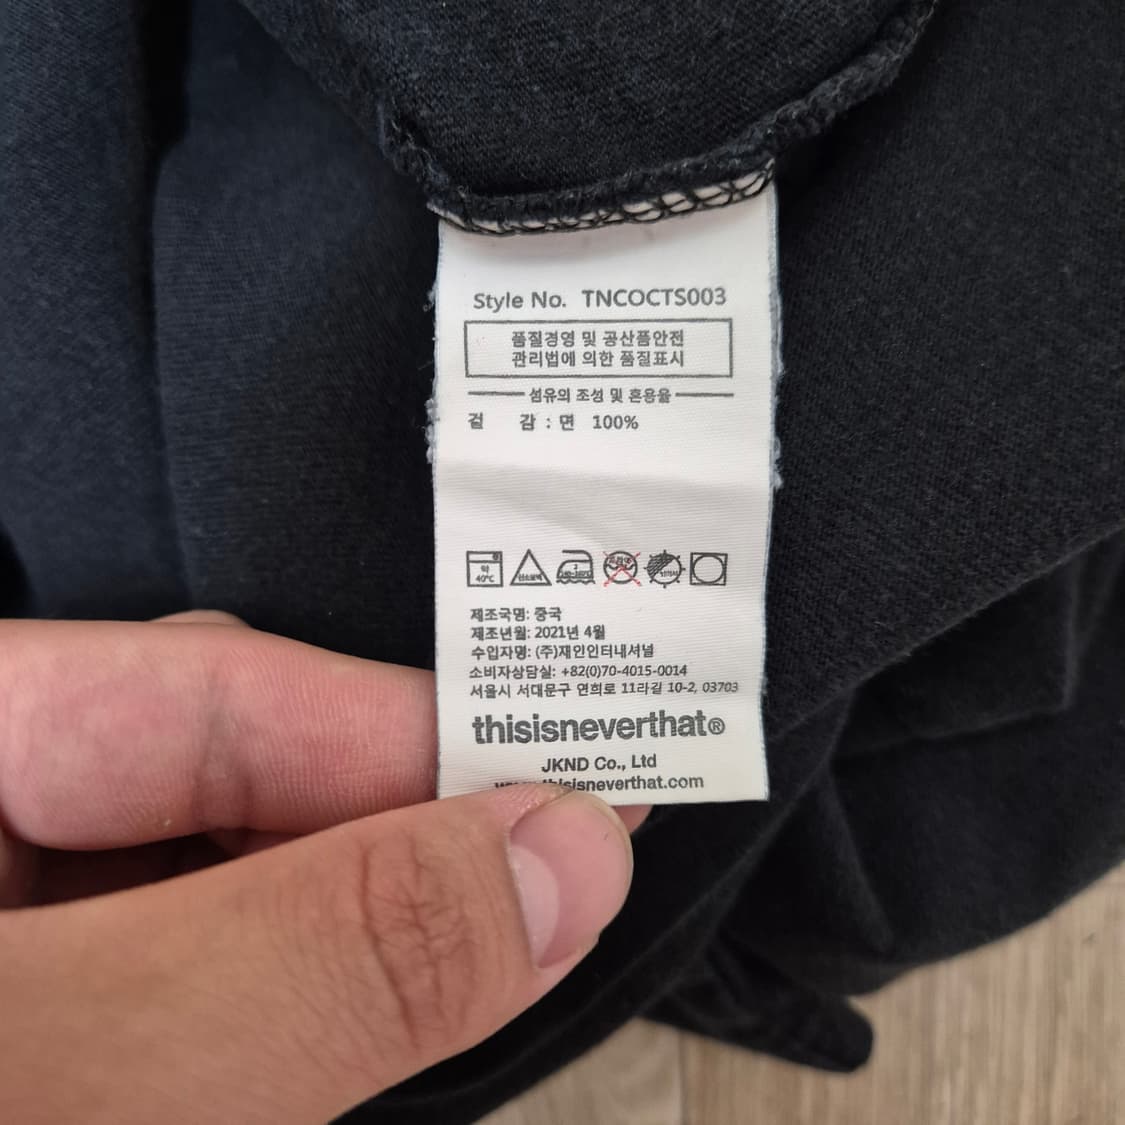 Style No. TNCOCTS003
품질경영 및 공산품안전
관리법에 의한 품질표시
섬유의 조성 및 혼용율
겉 감 : 면 100%
약 40℃
제조국명: 중국
제조년월: 2021년 4월
수입자명: (주)재인인터내셔널
소비자상담실: +82(0)70-4015-0014
서울시 서대문구 연희로 11라길 10-2, 03703
thisisneverthat®
JKND Co., Ltd
www.thisisneverthat.com